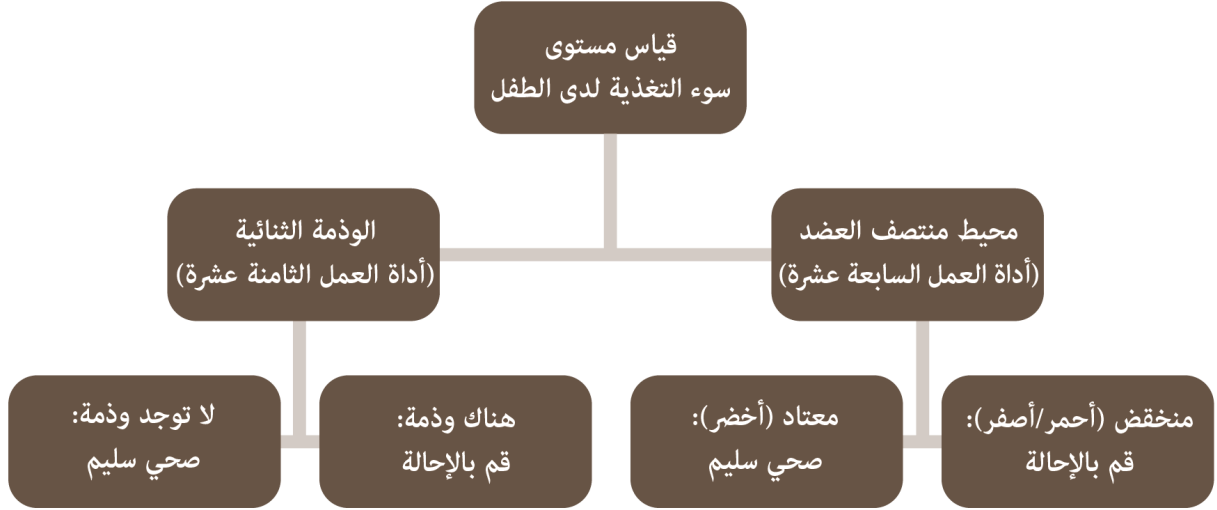 قياس مستوى
سوء التغذية لدى الطفل
محيط منتصف العضد
(أداة العمل السابعة عشرة)
الوذمة الثنائية
(أداة العمل الثامنة عشرة)
منخقض (أحمر/أصفر):
قم بالإحالة
معتاد (أخضر):
صحي سليم
هناك وذمة:
قم بالإحالة
لا توجد وذمة:
صحي سليم